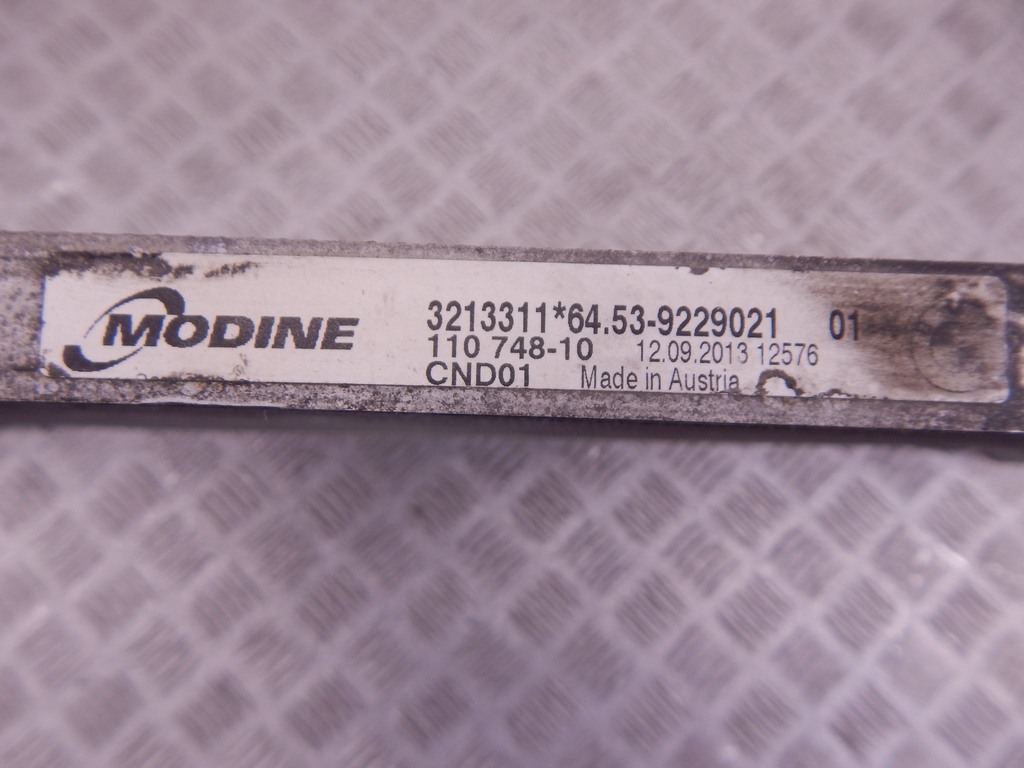 MODINE
3213311*64.53-9229021 01
110 748-10 12.09.2013 12576
CND01 Made in Austria